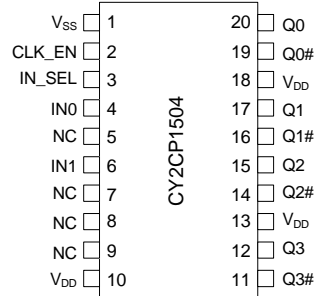 VSS 1 20 Q0
CLK_EN 2 19 Q0#
IN_SEL 3 18 VDD
IN0 4 17 Q1
NC 5 16 Q1#
IN1 6 15 Q2
NC 7 14 Q2#
NC 8 13 VDD
NC 9 12 Q3
VDD 10 11 Q3#
CY2CP1504